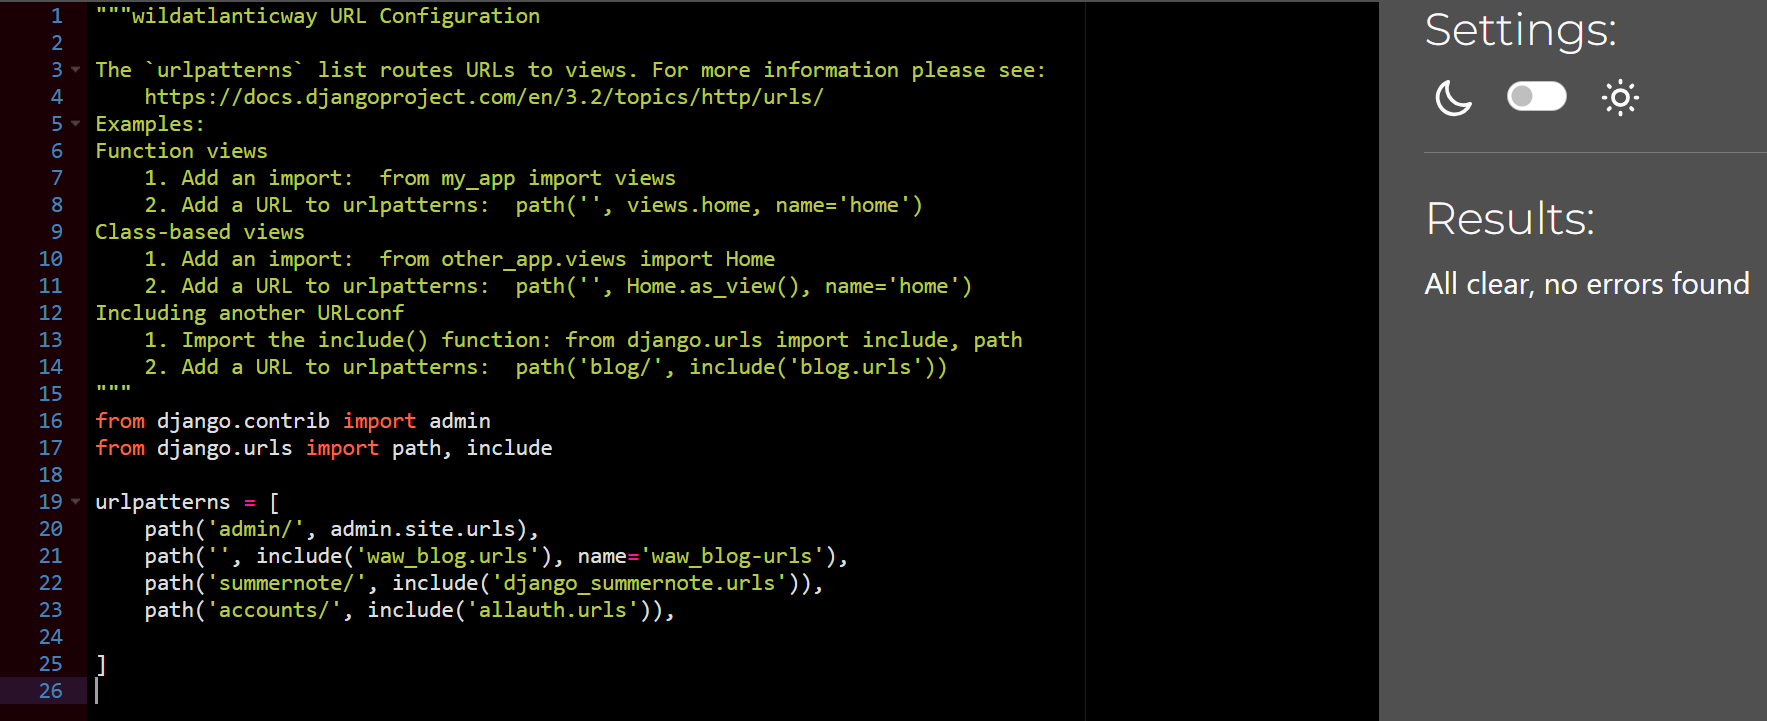 1 """wildatlanticway URL Configuration
2
3 The `urlpatterns` list routes URLs to views. For more information please see:
4     https://docs.djangoproject.com/en/3.2/topics/http/urls/
5 Examples:
6 Function views
7     1. Add an import:  from my_app import views
8     2. Add a URL to urlpatterns:  path('', views.home, name='home')
9 Class-based views
10     1. Add an import:  from other_app.views import Home
11     2. Add a URL to urlpatterns:  path('', Home.as_view(), name='home')
12 Including another URLconf
13     1. Import the include() function: from django.urls import include, path
14     2. Add a URL to urlpatterns:  path('blog/', include('blog.urls'))
15 """
16 from django.contrib import admin
17 from django.urls import path, include
18
19 urlpatterns = [
20     path('admin/', admin.site.urls),
21     path('', include('waw_blog.urls'), name='waw_blog-urls'),
22     path('summernote/', include('django_summernote.urls')),
23     path('accounts/', include('allauth.urls')),
24
25 ]
26
Settings:
Results:
All clear, no errors found